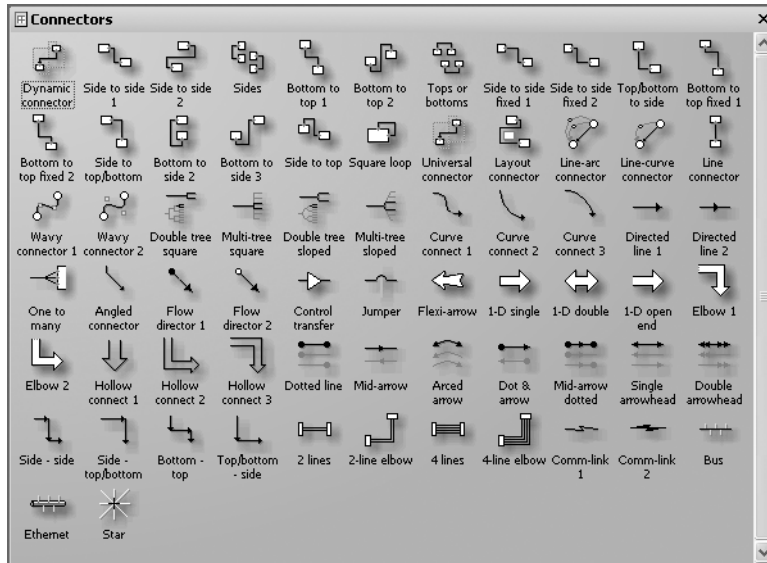 Connectors
Dynamic Side to side Side to side Sides Bottom to Bottom to Tops or Side to side Side to side Top/bottom Bottom to
connector 1 2 top 1 top 2 bottoms fixed 1 fixed 2 to side top fixed 1
Bottom to Side to Bottom to Bottom to Side to top Square loop Universal Layout Line-arc Line-curve Line
top fixed 2 top/bottom side 2 side 3 connector connector connector connector connector
Wavy Wavy Double tree Multi-tree Double tree Multi-tree Curve Curve Curve Directed Directed
connector 1 connector 2 square square sloped sloped connect 1 connect 2 connect 3 line 1 line 2
One to Angled Flow Flow Control Jumper Flexi-arrow 1-D single 1-D double 1-D open Elbow 1
many connector director 1 director 2 transfer end
Elbow 2 Hollow Hollow Hollow Dotted line Mid-arrow Arced Dot & Mid-arrow Single Double
connect 1 connect 2 connect 3 arrow arrow dotted arrowhead arrowhead
Side - side Side - Bottom - Top/bottom 2 lines 2-line elbow 4 lines 4-line elbow Comm-link Comm-link Bus
top/bottom top - side 1 2
Ethernet Star